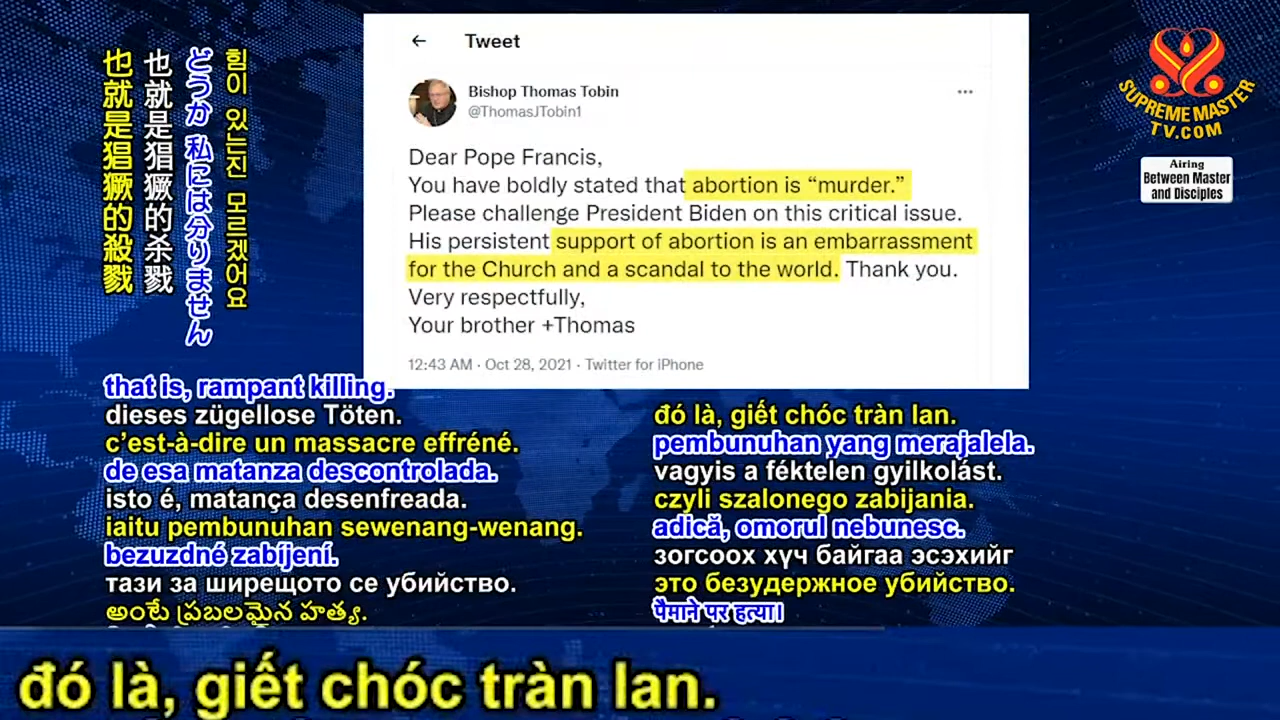 힘이 있는진 모르겠어요
どうか 私には分りません
也就是猖獗的杀戮
也就是猖獗的殺戮
Tweet
Bishop Thomas Tobin
@ThomasJTobin1
Dear Pope Francis,
You have boldly stated that abortion is “murder.”
Please challenge President Biden on this critical issue.
His persistent support of abortion is an embarrassment
for the Church and a scandal to the world. Thank you.
Very respectfully,
Your brother +Thomas
12:43 AM · Oct 28, 2021 · Twitter for iPhone
SUPREME MASTER
TV.COM
Airing
Between Master
and Disciples
that is, rampant killing.
dieses zügellose Töten.
c’est-à-dire un massacre effréné.
de esa matanza descontrolada.
isto é, matança desenfreada.
iaitu pembunuhan sewenang-wenang.
bezuzdné zabíjení.
тази за ширещото се убийство.
అంటే ప్రబలమైన హత్య.
đó là, giết chóc tràn lan.
pembunuhan yang merajalela.
vagyis a féktelen gyilkolást.
czyli szalonego zabijania.
adică, omorul nebunesc.
зогсоох хүч байгаа эсэхийг
это безудержное убийство.
पैमाने पर हत्या।
đó là, giết chóc tràn lan.